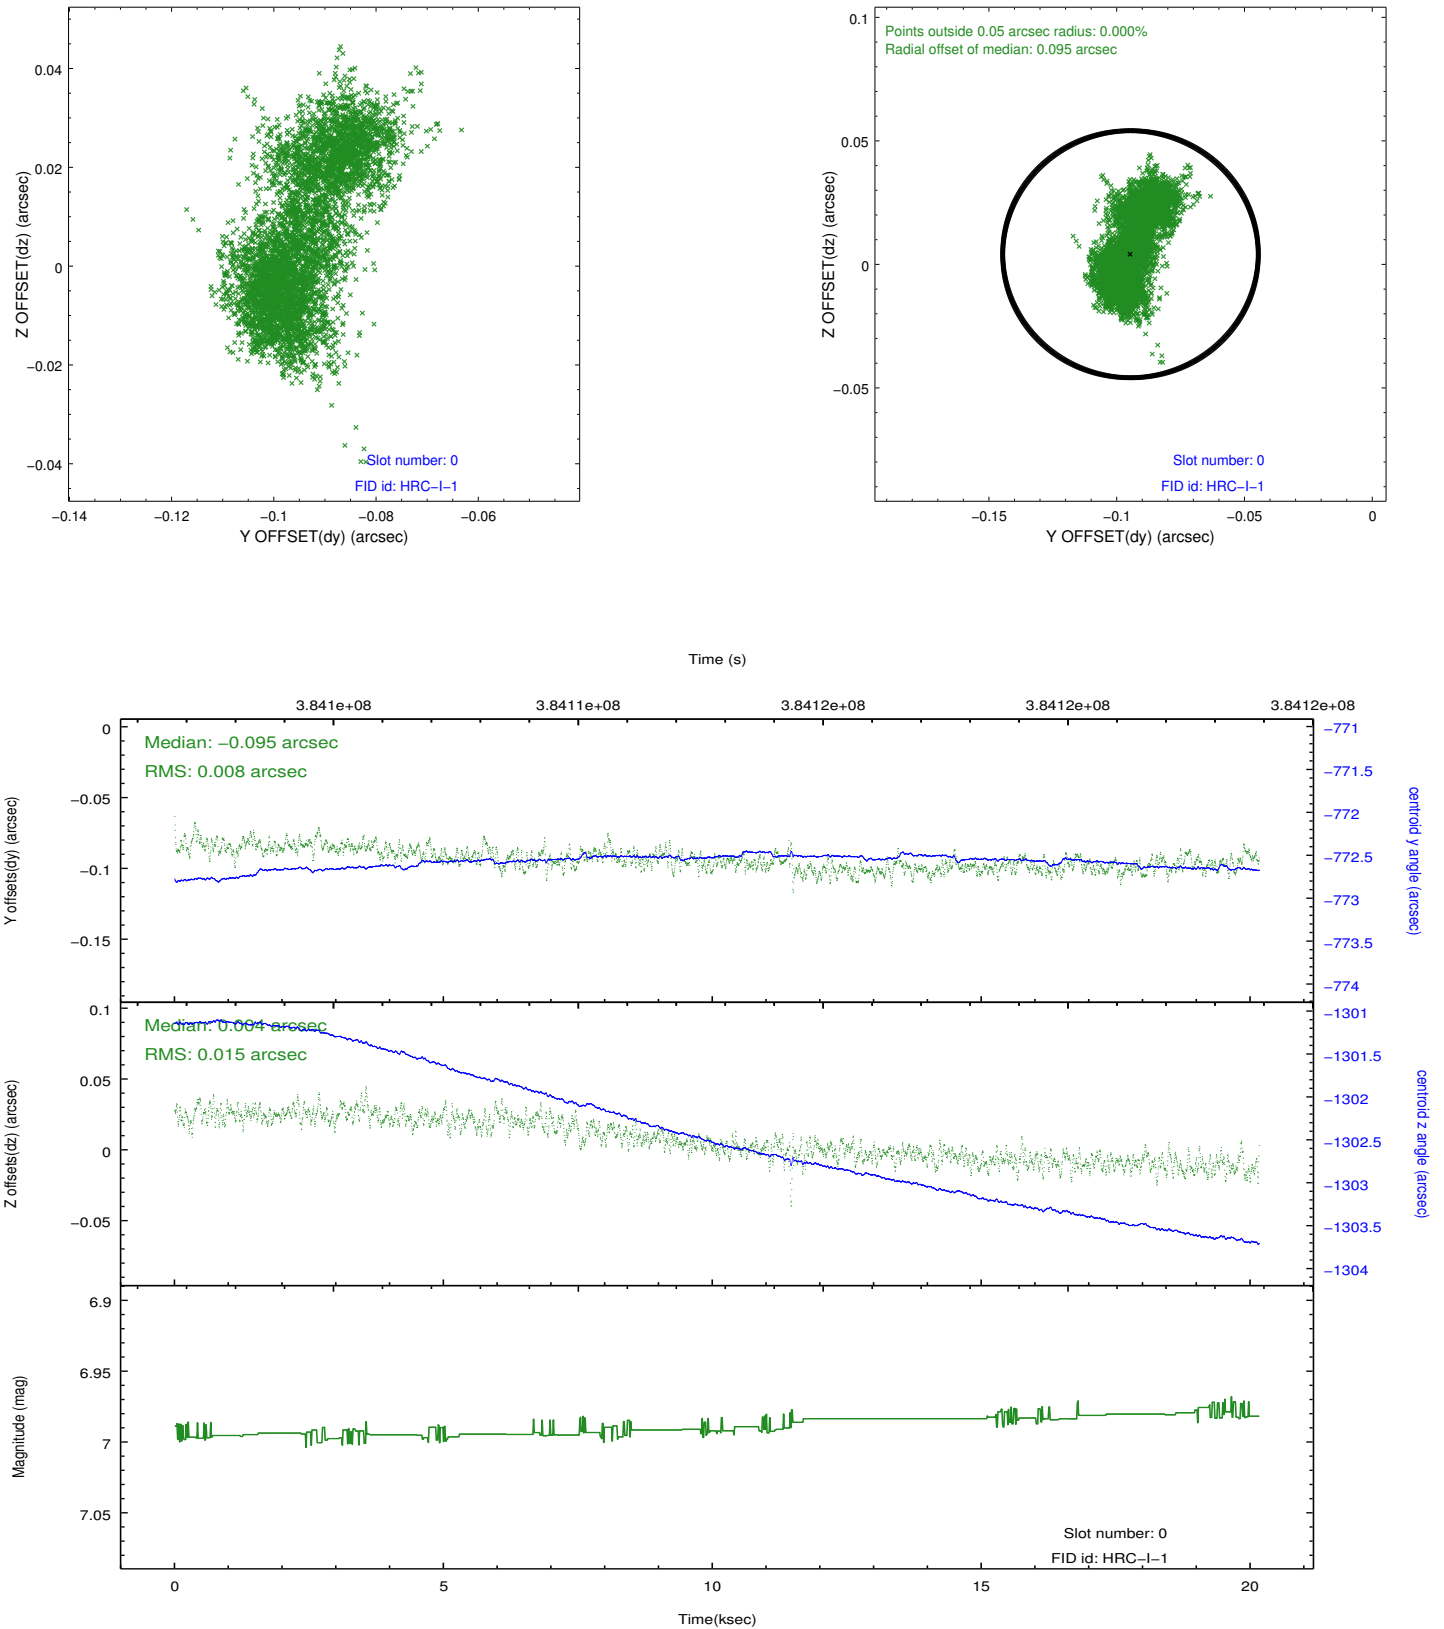 0.04
0.02
0
−0.02
−0.04
−0.14
−0.12
−0.1
−0.08
−0.06
Z OFFSET(dz) (arcsec)
Y OFFSET(dy) (arcsec)
Slot number: 0
FID id: HRC−I−1
Points outside 0.05 arcsec radius: 0.000%
Radial offset of median: 0.095 arcsec
0.1
0.05
0
−0.05
−0.15
−0.1
−0.05
0
Z OFFSET(dz) (arcsec)
Y OFFSET(dy) (arcsec)
Slot number: 0
FID id: HRC−I−1
Time (s)
3.841e+08
3.8411e+08
3.8412e+08
3.8412e+08
3.8412e+08
Median: −0.095 arcsec
RMS: 0.008 arcsec
0
−0.05
−0.1
−0.15
Y offsets(dy) (arcsec)
−771
−771.5
−772
−772.5
−773
−773.5
−774
centroid y angle (arcsec)
Median: 0.004 arcsec
RMS: 0.015 arcsec
0.1
0.05
0
−0.05
Z offsets(dz) (arcsec)
−1301
−1301.5
−1302
−1302.5
−1303
−1303.5
−1304
centroid z angle (arcsec)
6.9
6.95
7
7.05
Magnitude (mag)
Slot number: 0
FID id: HRC−I−1
0
5
10
15
20
Time(ksec)